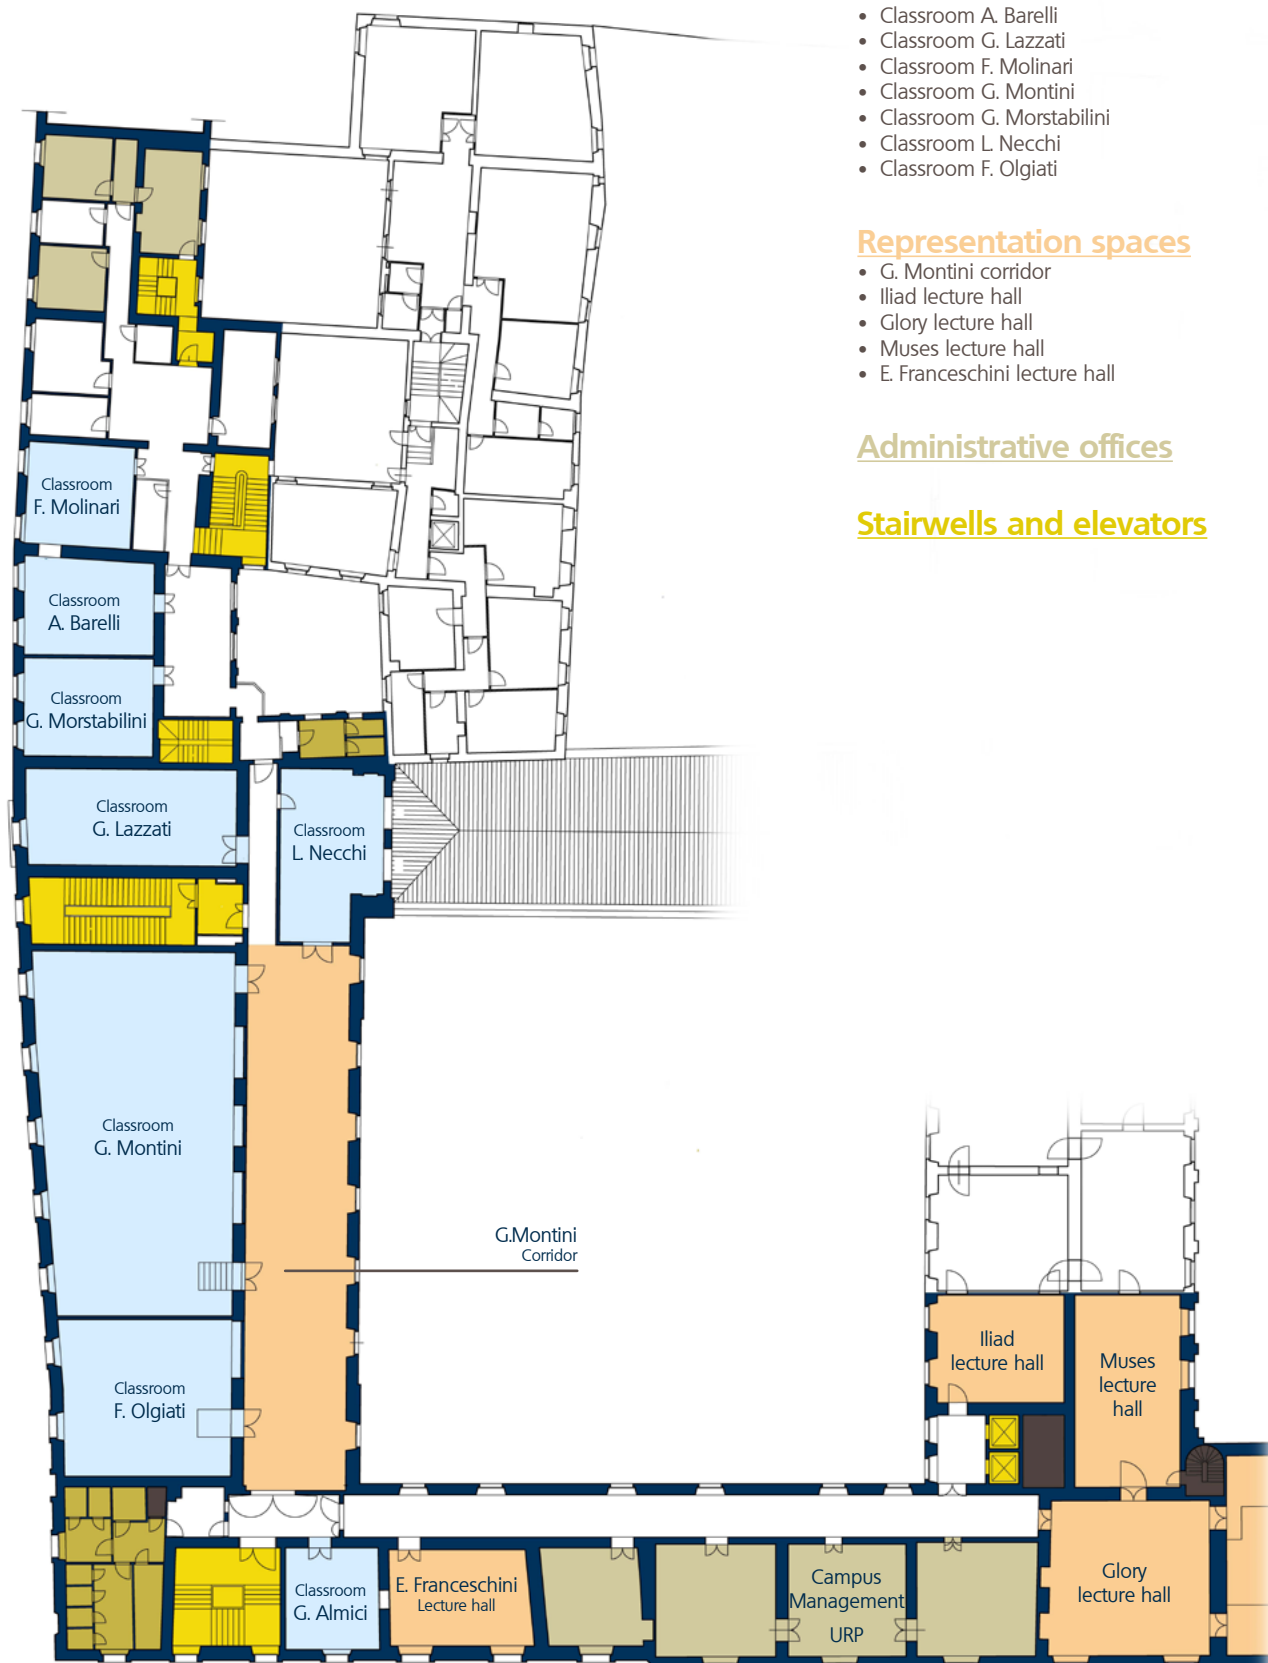 • Classroom A. Barelli
• Classroom G. Lazzati
• Classroom F. Molinari
• Classroom G. Montini
• Classroom G. Morstabilini
• Classroom L. Necchi
• Classroom F. Olgiati
Representation spaces
• G. Montini corridor
• Iliad lecture hall
• Glory lecture hall
• Muses lecture hall
• E. Franceschini lecture hall
Administrative offices
Stairwells and elevators
Classroom
F. Molinari
Classroom
A. Barelli
Classroom
G. Morstabilini
Classroom
G. Lazzati
Classroom
L. Necchi
Classroom
G. Montini
G.Montini
Corridor
Classroom
F. Olgiati
Iliad
lecture hall
Muses
lecture
hall
Classroom
G. Almici
E. Franceschini
Lecture hall
Campus
Management
URP
Glory
lecture hall